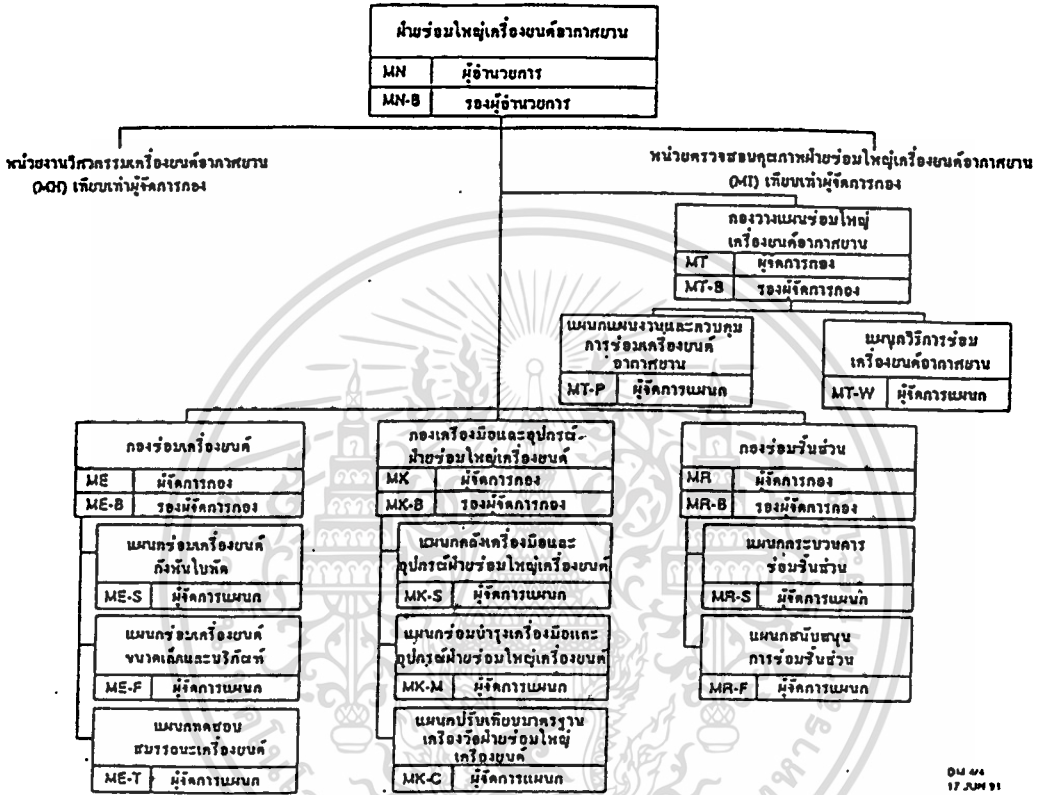 ฝ่ายซ่อมใหญ่เครื่องยนต์อากาศยาน
MN ผู้อำนวยการ
MN-B รองผู้อำนวยการ
หน่วยงานวิศวกรรมเครื่องยนต์อากาศยาน
เทียบเท่าผู้จัดการกอง
หน่วยตรวจสอบคุณภาพฝ่ายซ่อมใหญ่เครื่องยนต์อากาศยาน
(MI) เทียบเท่าผู้จัดการกอง
กองวางแผนซ่อมใหญ่
เครื่องยนต์อากาศยาน
MT ผู้จัดการกอง
MT-B รองผู้จัดการกอง
แผนกแผนงานและควบคุม
การซ่อมเครื่องยนต์
อากาศยาน
MT-P ผู้จัดการแผนก
แผนกวิธีการซ่อม
เครื่องยนต์อากาศยาน
MT-W ผู้จัดการแผนก
กองซ่อมเครื่องยนต์
ME ผู้จัดการกอง
ME-B รองผู้จัดการกอง
แผนกซ่อมเครื่องยนต์
กังหันใบพัด
ME-S ผู้จัดการแผนก
แผนกซ่อมเครื่องยนต์
ขนาดเล็กและบริภัณฑ์
ME-F ผู้จัดการแผนก
แผนกทดสอบ
สมรรถนะเครื่องยนต์
ME-T ผู้จัดการแผนก
กองเครื่องมือและอุปกรณ์
ฝ่ายซ่อมใหญ่เครื่องยนต์
MK ผู้จัดการกอง
MK-B รองผู้จัดการกอง
แผนกคลังเครื่องมือและ
อุปกรณ์ฝ่ายซ่อมใหญ่เครื่องยนต์
MK-S ผู้จัดการแผนก
แผนกซ่อมบำรุงเครื่องมือและ
อุปกรณ์ฝ่ายซ่อมใหญ่เครื่องยนต์
MK-M ผู้จัดการแผนก
แผนกปรับเทียบมาตรฐาน
เครื่องวัดฝ่ายซ่อมใหญ่
เครื่องยนต์
MK-C ผู้จัดการแผนก
กองซ่อมชิ้นส่วน
MR ผู้จัดการกอง
MR-B รองผู้จัดการกอง
แผนกกระบวนการ
ซ่อมชิ้นส่วน
MR-S ผู้จัดการแผนก
แผนกสนับสนุน
การซ่อมชิ้นส่วน
MR-F ผู้จัดการแผนก
17 JUN 91